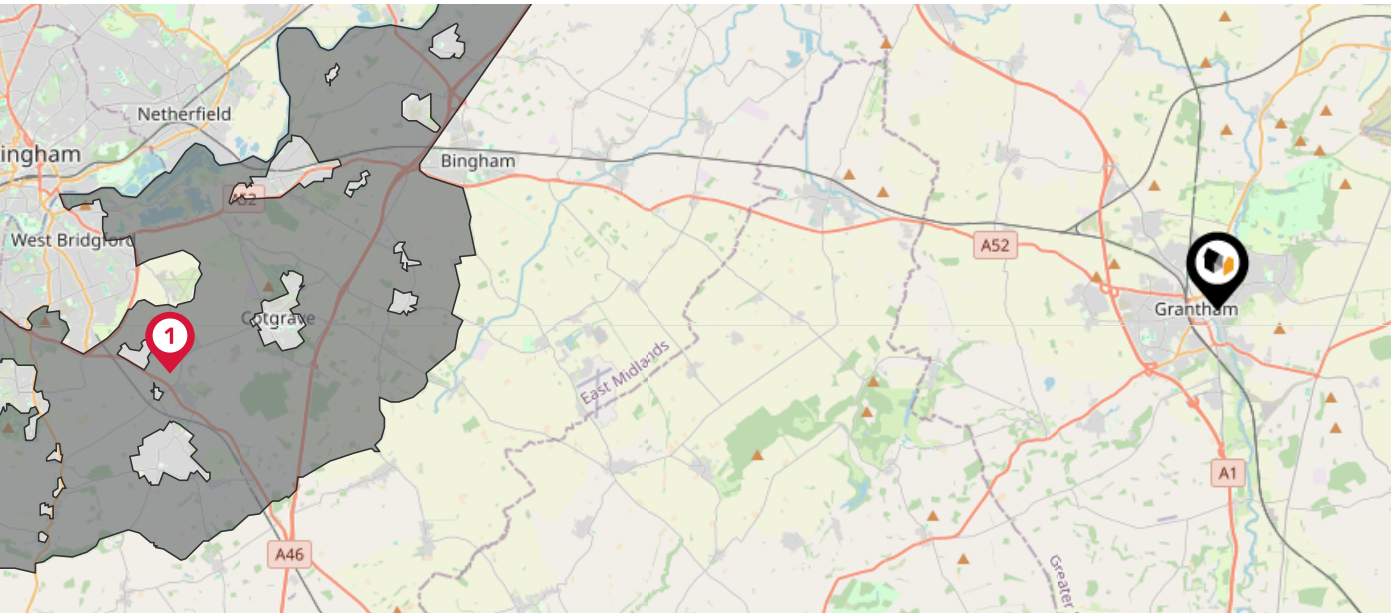 Netherfield
ingham
Bingham
A52
West Bridgford
A52
Cotgrave
Grantham
1
East Midlands
A1
A46
Greater